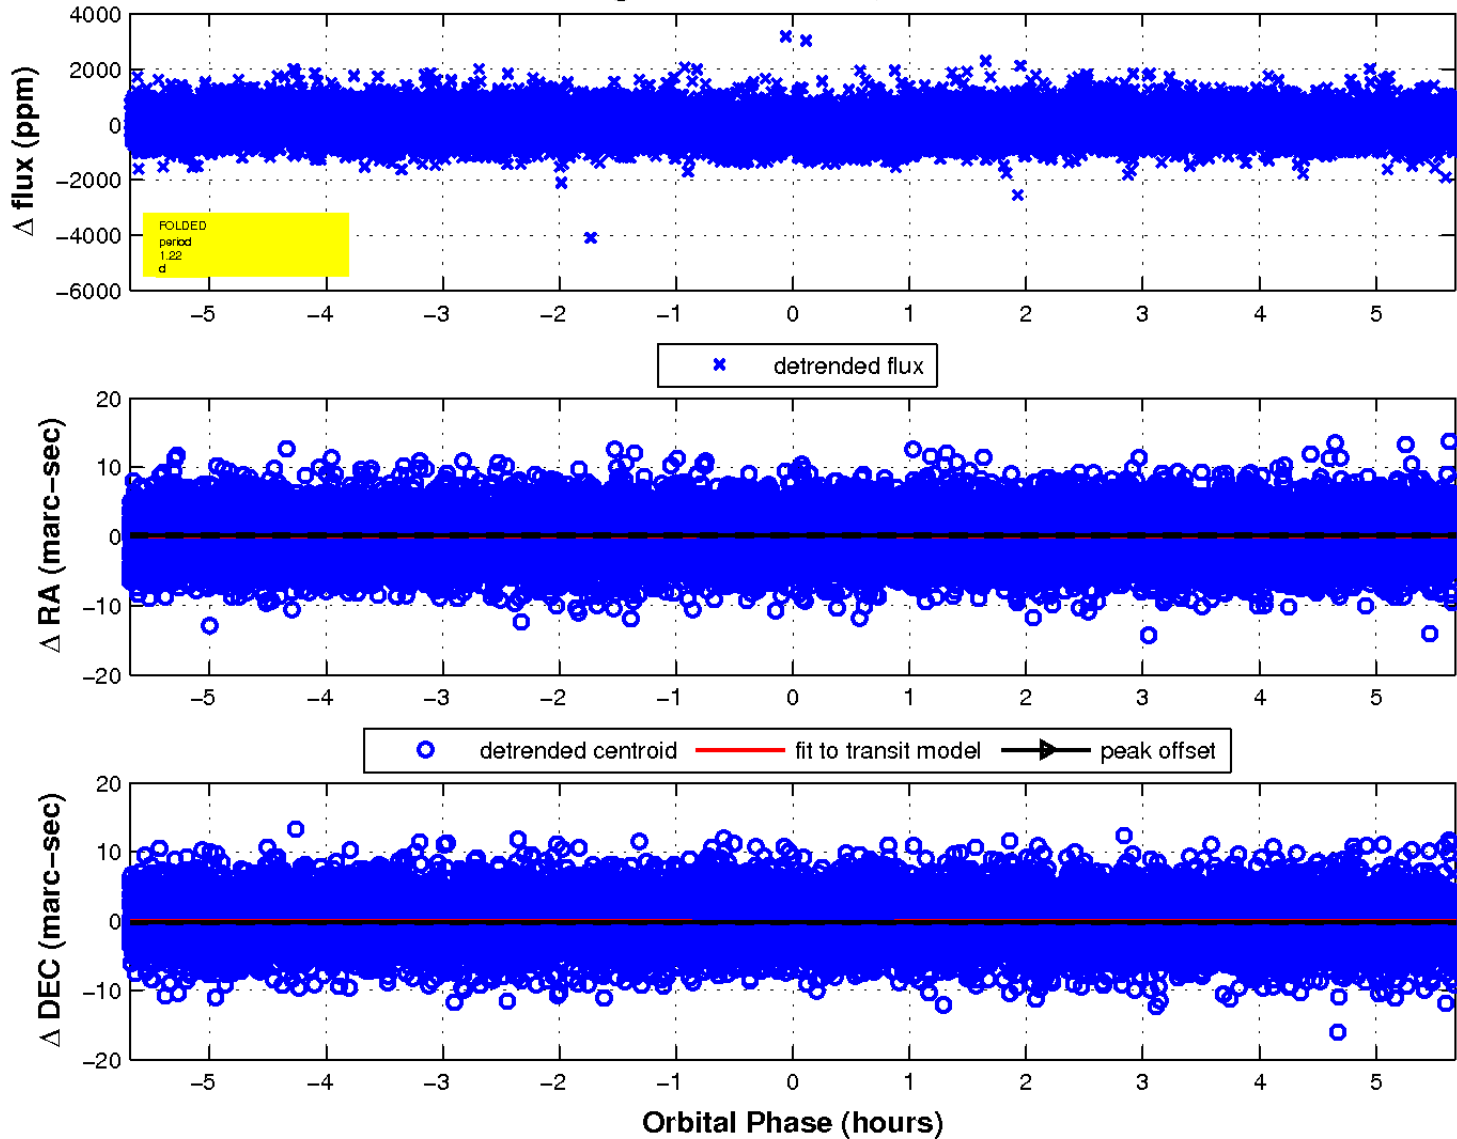 4000
2000
0
−2000
−4000
−6000
Δ flux (ppm)
FOLDED
period
1.22
d
−5 −4 −3 −2 −1 0 1 2 3 4 5
detrended flux
20
10
0
−10
−20
Δ RA (marc−sec)
−5 −4 −3 −2 −1 0 1 2 3 4 5
detrended centroid fit to transit model peak offset
20
10
0
−10
−20
Δ DEC (marc−sec)
−5 −4 −3 −2 −1 0 1 2 3 4 5
Orbital Phase (hours)